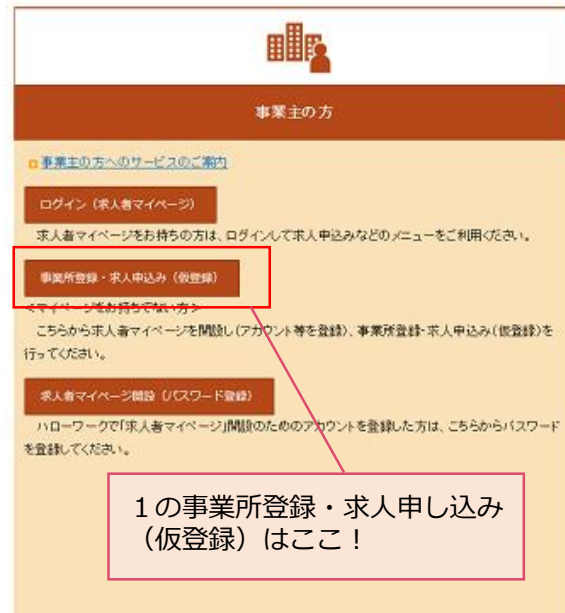 事業主の方
事業主の方へのサービスのご案内
ログイン（求人者マイページ）
求人者マイページをお持ちの方は、ログインして求人申込みなどのメニューをご利用ください。
事業所登録・求人申込み（仮登録）
<マイページをお持ちでない方>
こちらから求人者マイページを開設し（アカウント等を登録）、事業所登録・求人申込み（仮登録）を
行ってください。
求人者マイページ開設（パスワード登録）
ハローワークで「求人者マイページ」開設のためのアカウントを登録した方は、こちらからパスワード
を登録してください。
１の事業所登録・求人申し込み
（仮登録）はここ！